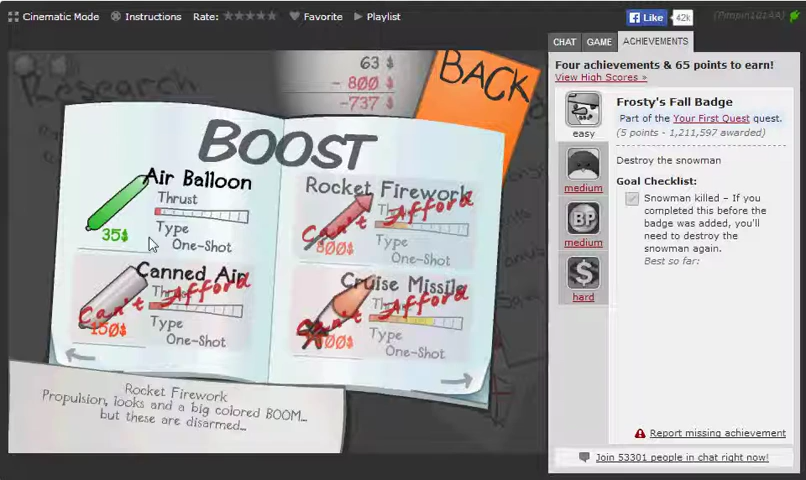 Cinematic Mode Instructions Rate: Favorite Playlist
Like 42k
(Pimpin10zAA)
CHAT GAME ACHIEVEMENTS
Research
63 $
- 800 $
-737 $
BACK
BOOST
Air Balloon
Thrust
Type
One-Shot
35$
Rocket Firework
Can't Afford
800$
Type
One-Shot
Canned Air
Can't Afford
150$
Type
One-Shot
Cruise Missile
Can't Afford
Type
One-Shot
Rocket Firework
Propulsion, looks and a big colored BOOM...
but these are disarmed...
Four achievements & 65 points to earn!
View High Scores »
easy
medium
BP
medium
$
hard
Frosty's Fall Badge
Part of the Your First Quest quest.
(5 points - 1,211,597 awarded)
Destroy the snowman
Goal Checklist:
Snowman killed – If you
completed this before the
badge was added, you'll
need to destroy the
snowman again.
Best so far:
Report missing achievement
Join 53301 people in chat right now!